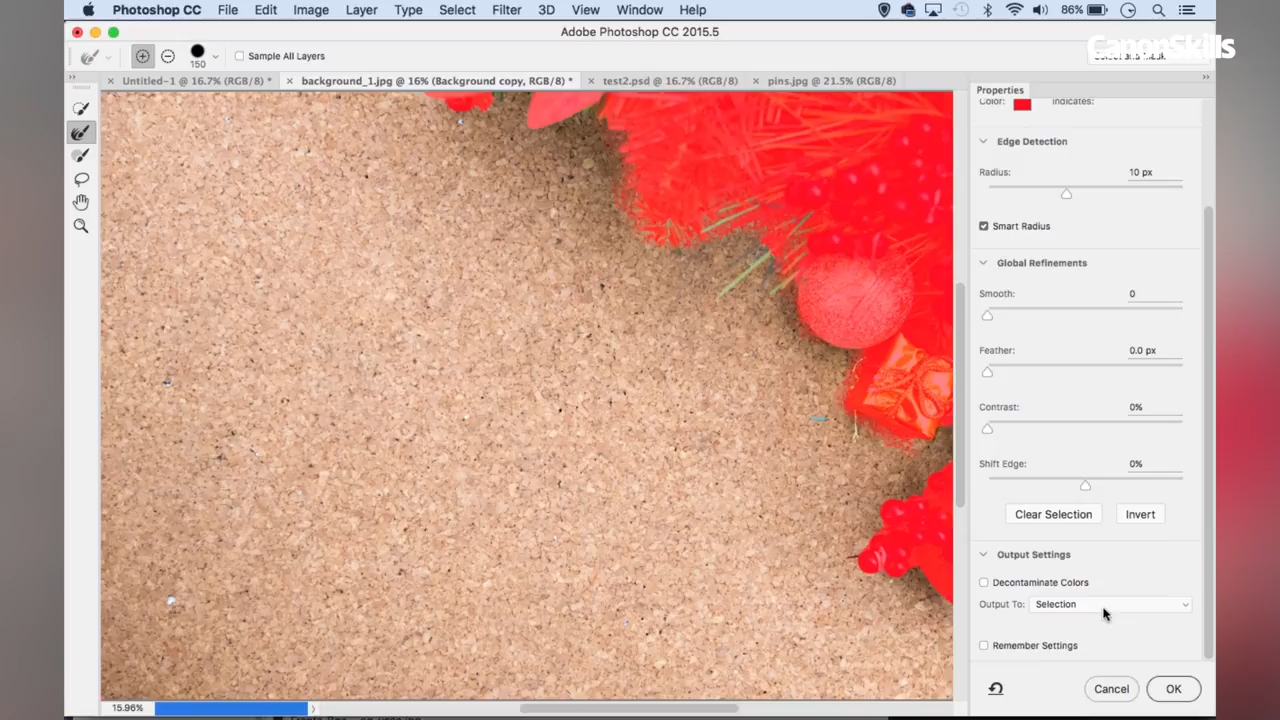 Photoshop CC File Edit Image Layer Type Select Filter 3D View Window Help 86%
Adobe Photoshop CC 2015.5
CanonSkills
150 Sample All Layers
Untitled-1 @ 16.7% (RGB/8) * background_1.jpg @ 16% (Background copy, RGB/8) * test2.psd @ 16.7% (RGB/8) pins.jpg @ 21.5% (RGB/8)
Properties
Color: Indicates:
Edge Detection
Radius: 10 px
Smart Radius
Global Refinements
Smooth: 0
Feather: 0.0 px
Contrast: 0%
Shift Edge: 0%
Clear Selection Invert
Output Settings
Decontaminate Colors
Output To: Selection
Remember Settings
Cancel OK
15.96%